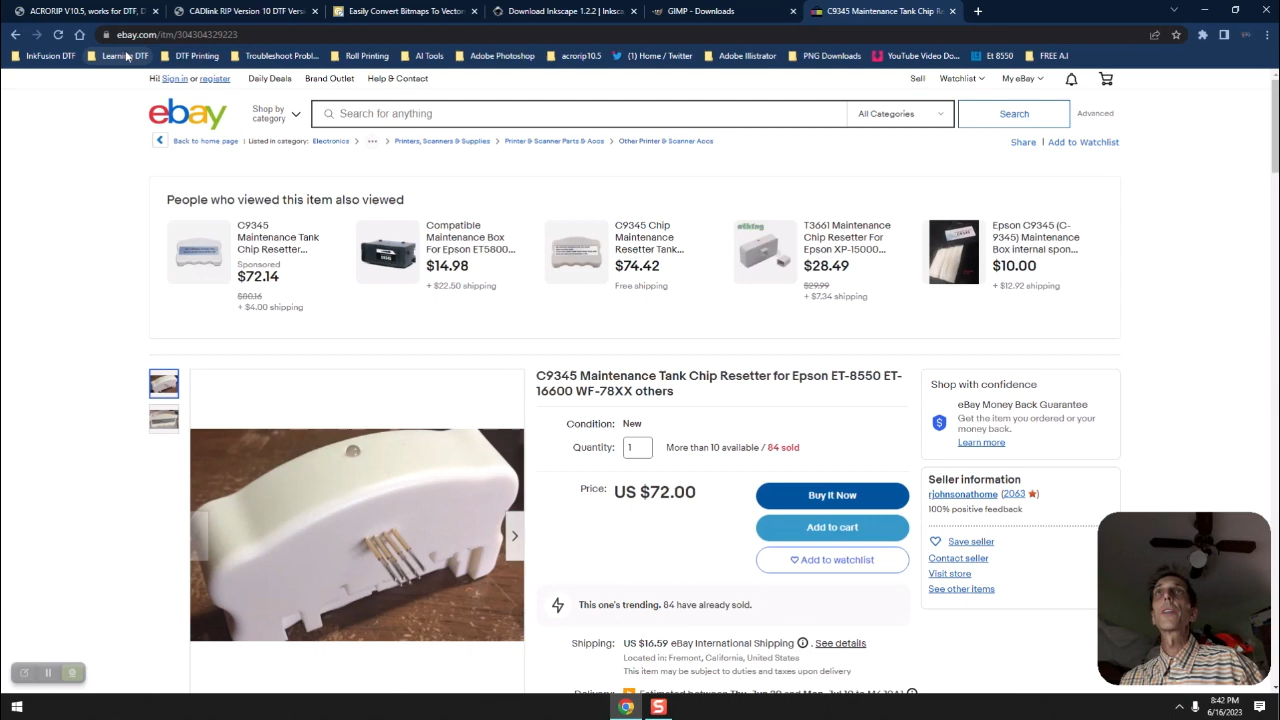 ACRORIP V10.5, works for DTF, D
CADlink RIP Version 10 DTF Vers
Easily Convert Bitmaps To Vector
Download Inkscape 1.2.2 | Inksc
GIMP - Downloads
C9345 Maintenance Tank Chip Re
ebay.com/itm/304304329223
InkFusion DTF
Learning DTF
DTF Printing
Troubleshoot Probl...
Roll Printing
AI Tools
Adobe Photoshop
acrorip10.5
(1) Home / Twitter
Adobe Illustrator
PNG Downloads
YouTube Video Do...
Et 8550
FREE A.I
Hi! Sign in or register
Daily Deals
Brand Outlet
Help & Contact
Sell
Watchlist
My eBay
ebay
Shop by
category
Search for anything
All Categories
Search
Advanced
Back to home page
Listed in category:
Electronics
Printers, Scanners & Supplies
Printer & Scanner Parts & Accs
Other Printer & Scanner Accs
Share
Add to Watchlist
People who viewed this item also viewed
C9345
Maintenance Tank
Chip Resetter...
Sponsored
$72.14
$80.16
+ $4.00 shipping
Compatible
Maintenance Box
For Epson ET5800...
$14.98
+ $22.50 shipping
C9345 Chip
Maintenance
Resetter Tank...
$74.42
Free shipping
T3661 Maintenance
Chip Resetter For
Epson XP-15000...
$28.49
$29.99
+ $7.34 shipping
Epson C9345 (C-
9345) Maintenance
Box internal spon...
$10.00
+ $12.92 shipping
C9345 Maintenance Tank Chip Resetter for Epson ET-8550 ET-
16600 WF-78XX others
Condition: New
Quantity: 1 More than 10 available / 84 sold
Price: US $72.00
Buy It Now
Add to cart
Add to watchlist
This one's trending. 84 have already sold.
Shipping: US $16.59 eBay International Shipping . See details
Located in: Fremont, California, United States
This item may be subject to duties and taxes upon delivery
Shop with confidence
eBay Money Back Guarantee
Get the item you ordered or your
money back.
Learn more
Seller information
rjohnsonathome (2063 )
100% positive feedback
Save seller
Contact seller
Visit store
See other items
8:42 PM
6/16/2023